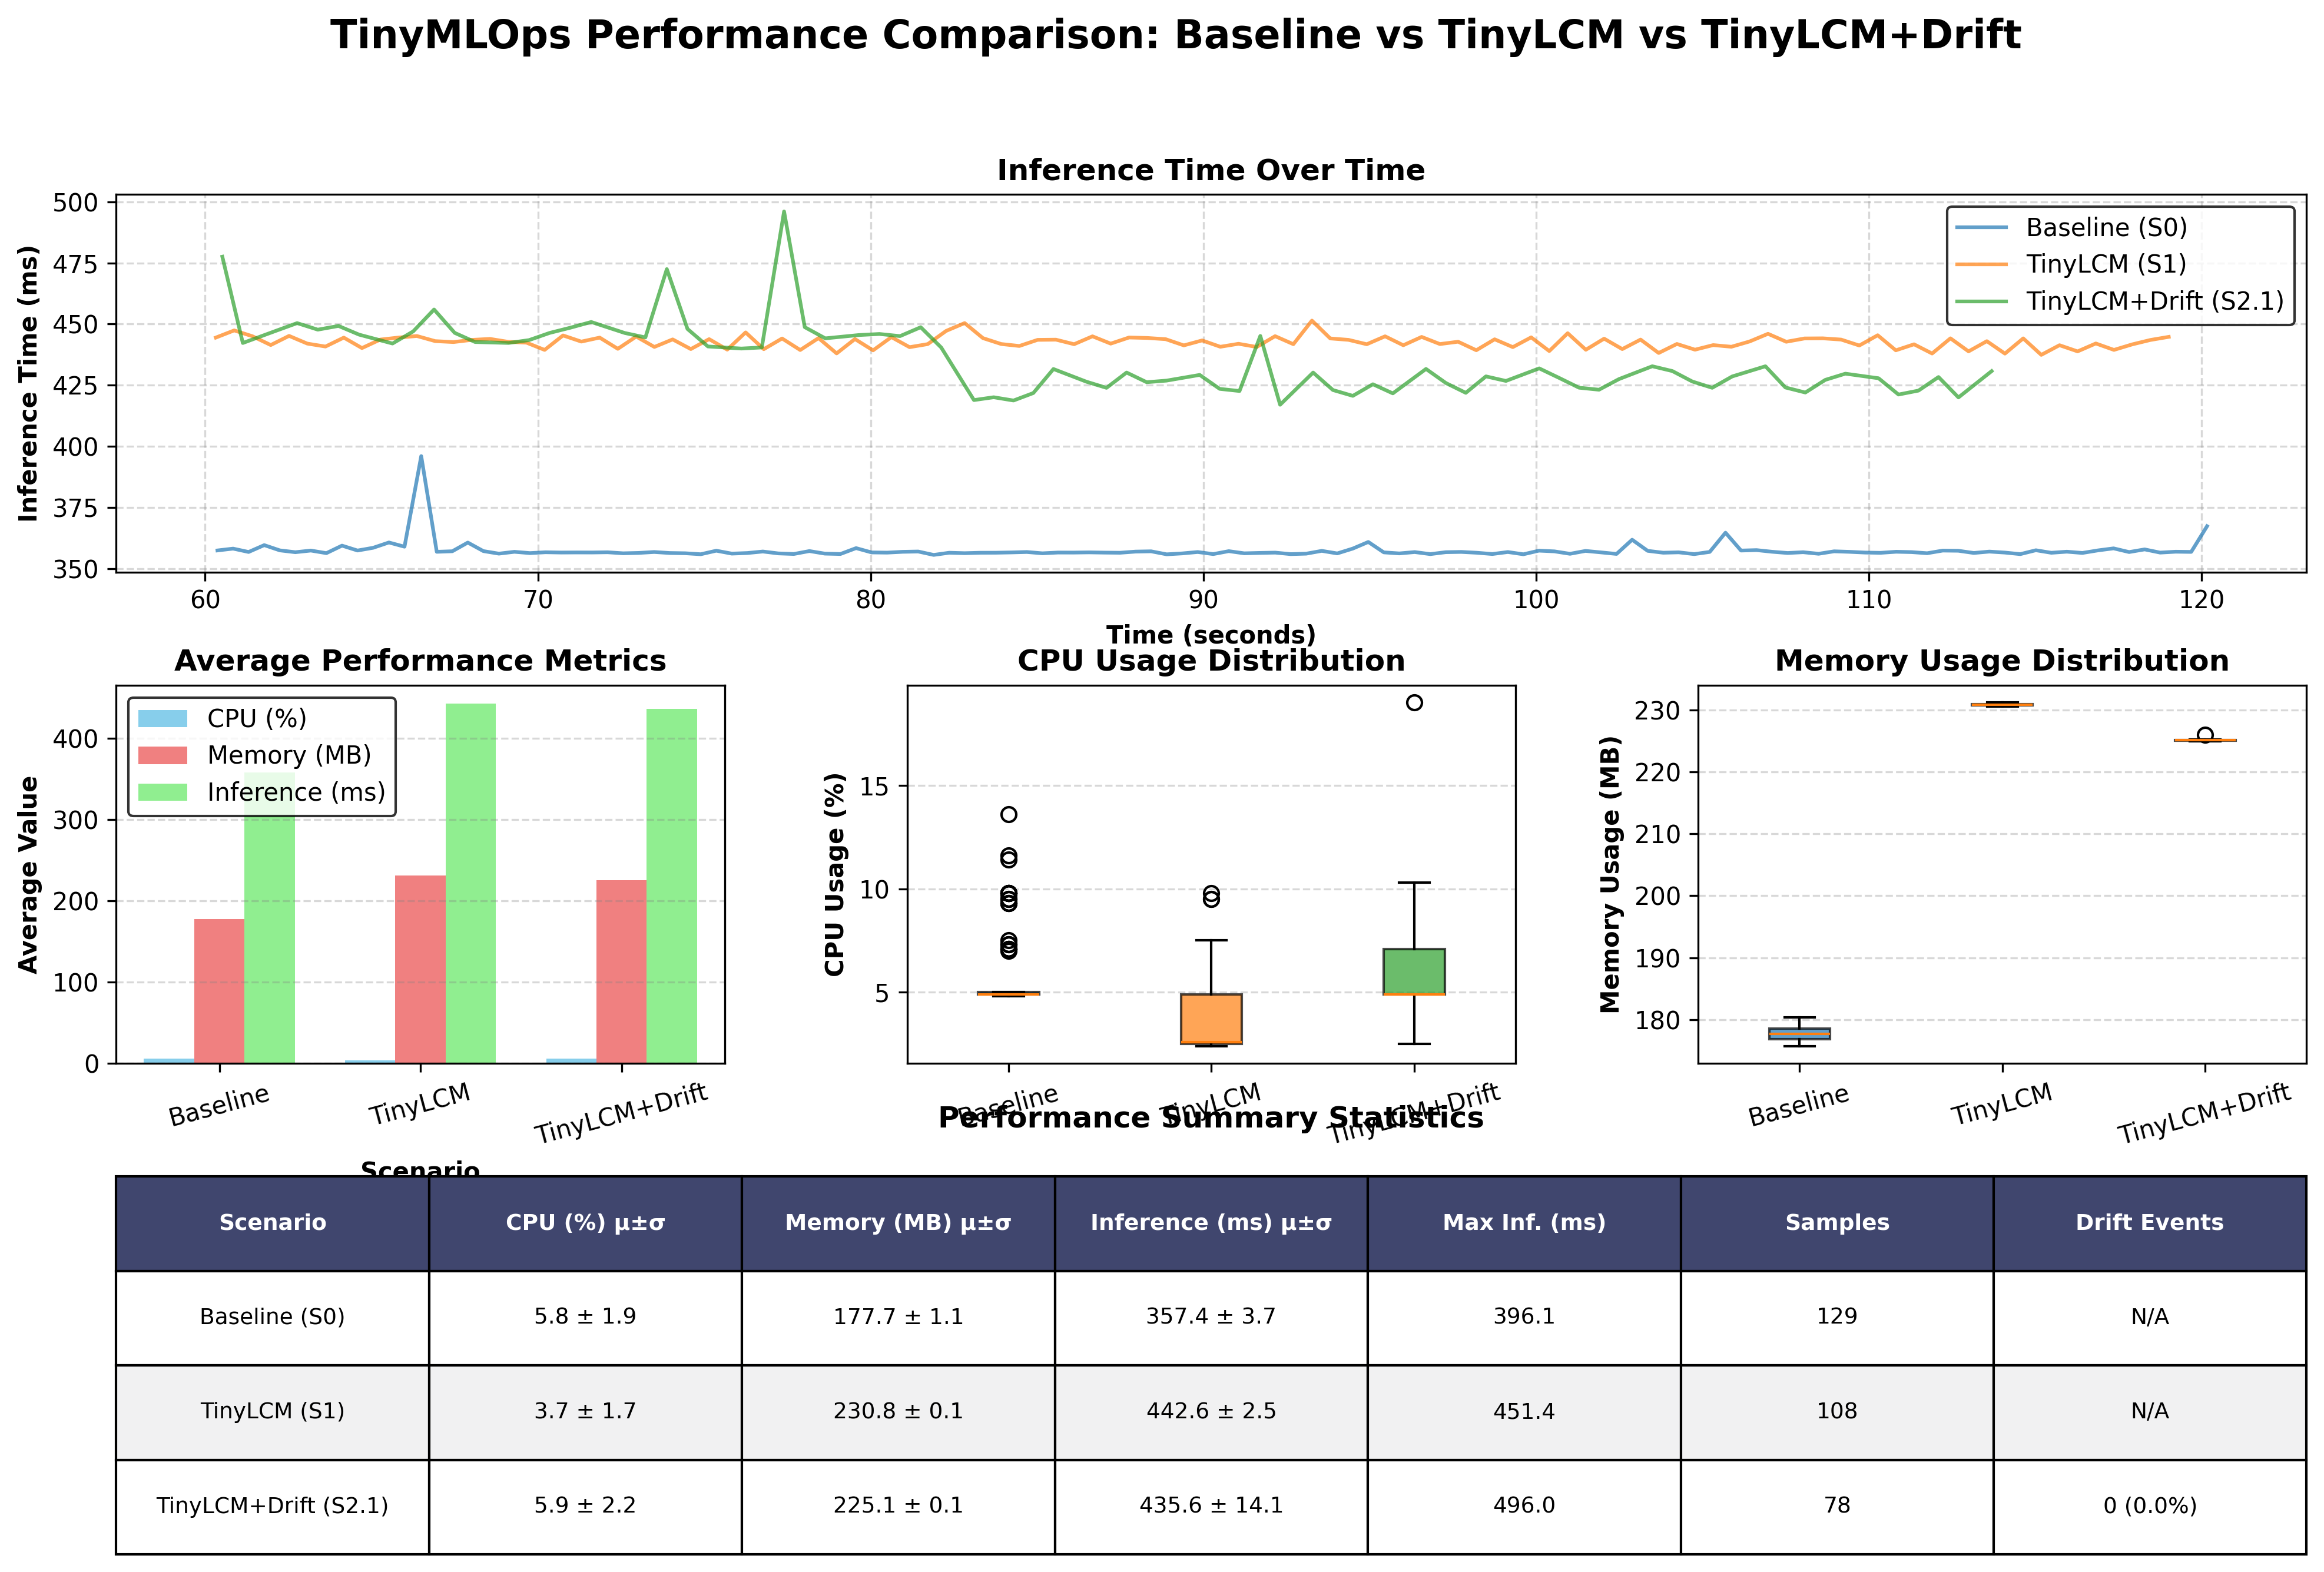 TinyMLOps Performance Comparison: Baseline vs TinyLCM vs TinyLCM+Drift
Inference Time Over Time
Inference Time (ms)
500
475
450
425
400
375
350
Baseline (S0)
TinyLCM (S1)
TinyLCM+Drift (S2.1)
60 70 80 90 100 110 120
Time (seconds)
Average Performance Metrics
Average Value
400
300
200
100
0
CPU (%)
Memory (MB)
Inference (ms)
Baseline TinyLCM TinyLCM+Drift
Scenario
CPU Usage Distribution
CPU Usage (%)
15
10
5
Baseline TinyLCM TinyLCM+Drift
Memory Usage Distribution
Memory Usage (MB)
230
220
210
200
190
180
Baseline TinyLCM TinyLCM+Drift
Performance Summary Statistics
Scenario CPU (%) μ±σ Memory (MB) μ±σ Inference (ms) μ±σ Max Inf. (ms) Samples Drift Events
Baseline (S0) 5.8 ± 1.9 177.7 ± 1.1 357.4 ± 3.7 396.1 129 N/A
TinyLCM (S1) 3.7 ± 1.7 230.8 ± 0.1 442.6 ± 2.5 451.4 108 N/A
TinyLCM+Drift (S2.1) 5.9 ± 2.2 225.1 ± 0.1 435.6 ± 14.1 496.0 78 0 (0.0%)